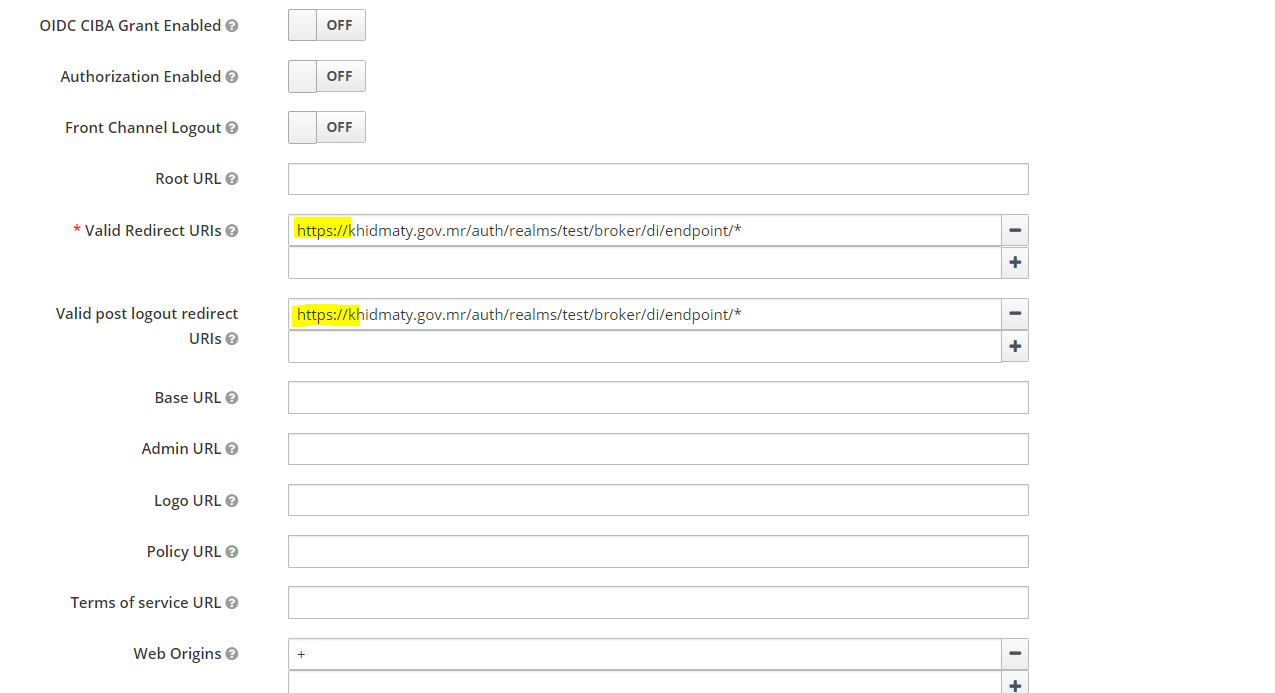 OIDC CIBA Grant Enabled
OFF
Authorization Enabled
OFF
Front Channel Logout
OFF
Root URL
* Valid Redirect URIs
https://khidmaty.gov.mr/auth/realms/test/broker/di/endpoint/*
Valid post logout redirect
URIs
https://khidmaty.gov.mr/auth/realms/test/broker/di/endpoint/*
Base URL
Admin URL
Logo URL
Policy URL
Terms of service URL
Web Origins
+